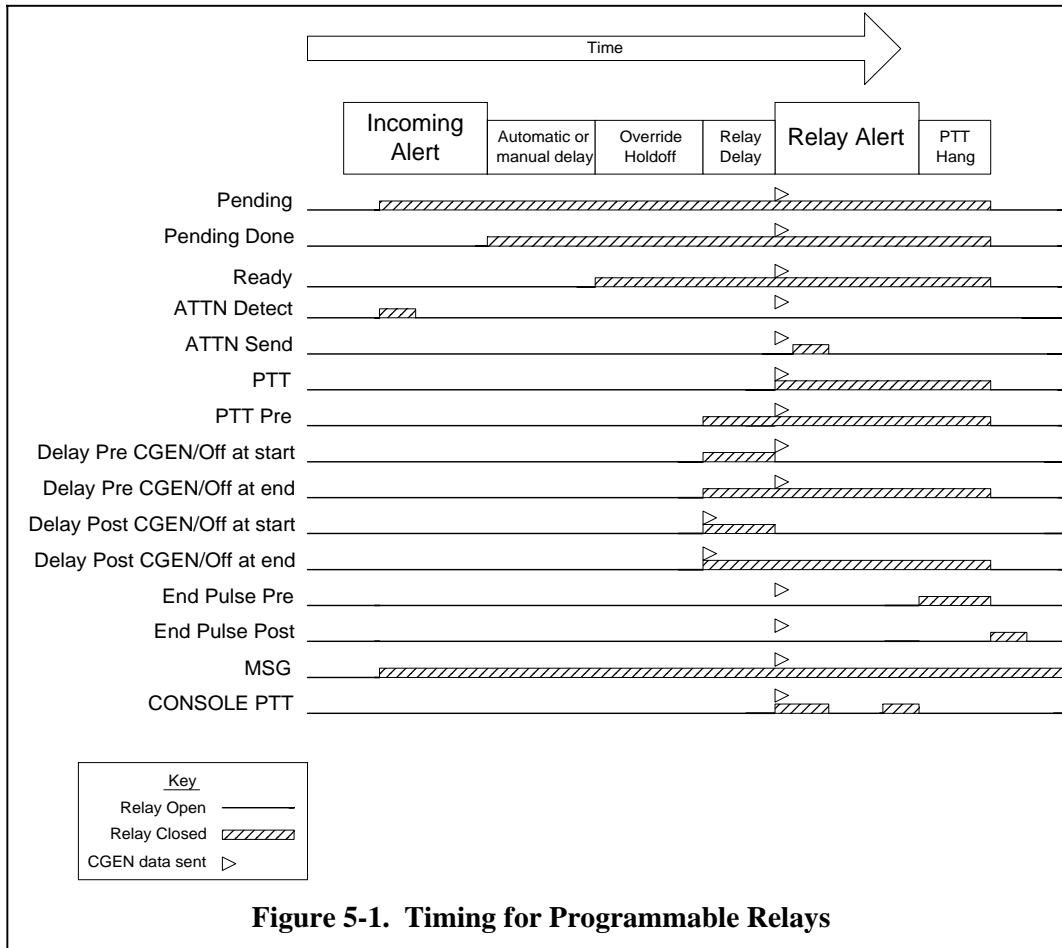 Time
Incoming
Alert
Automatic or
manual delay
Override
Holdoff
Relay
Delay
Relay Alert
PTT
Hang
Pending
Pending Done
Ready
ATTN Detect
ATTN Send
PTT
PTT Pre
Delay Pre CGEN/Off at start
Delay Pre CGEN/Off at end
Delay Post CGEN/Off at start
Delay Post CGEN/Off at end
End Pulse Pre
End Pulse Post
MSG
CONSOLE PTT
Key
Relay Open
Relay Closed
CGEN data sent
Figure 5-1. Timing for Programmable Relays